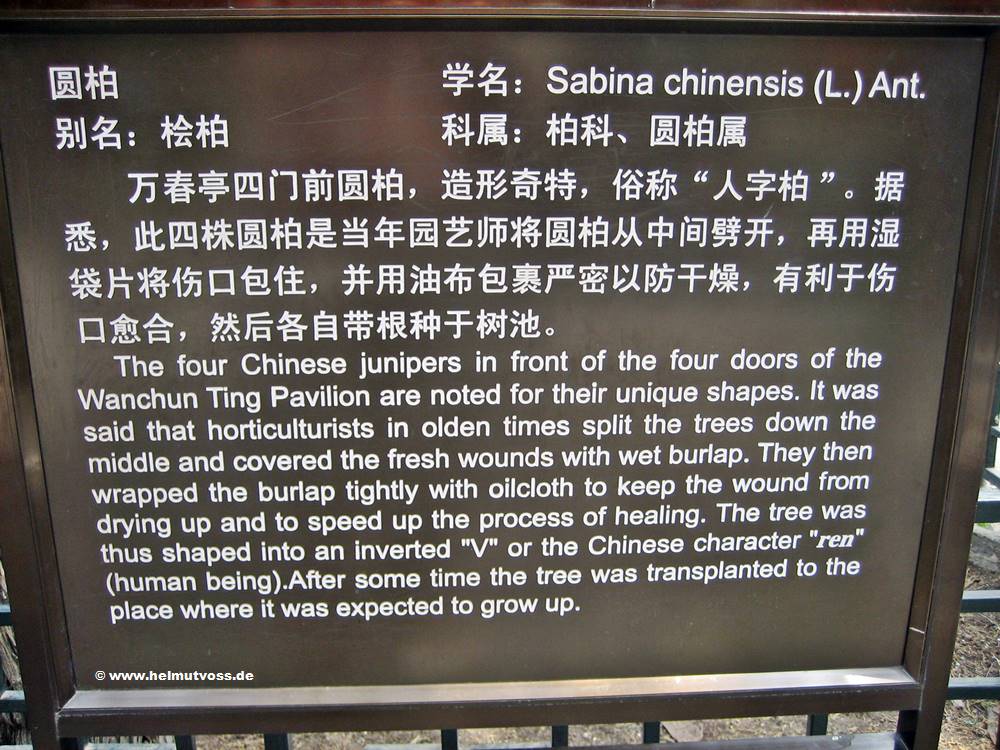 圆柏 学名：Sabina chinensis (L.) Ant.
别名：桧柏 科属：柏科、圆柏属
万春亭四门前圆柏，造形奇特，俗称“人字柏”。据
悉，此四株圆柏是当年园艺师将圆柏从中间劈开，再用湿
袋片将伤口包住，并用油布包裹严密以防干燥，有利于伤
口愈合，然后各自带根种于树池。
The four Chinese junipers in front of the four doors of the
Wanchun Ting Pavilion are noted for their unique shapes. It was
said that horticulturists in olden times split the trees down the
middle and covered the fresh wounds with wet burlap. They then
wrapped the burlap tightly with oilcloth to keep the wound from
drying up and to speed up the process of healing. The tree was
thus shaped into an inverted "V" or the Chinese character "ren"
(human being).After some time the tree was transplanted to the
place where it was expected to grow up.
© www.helmutvoss.de